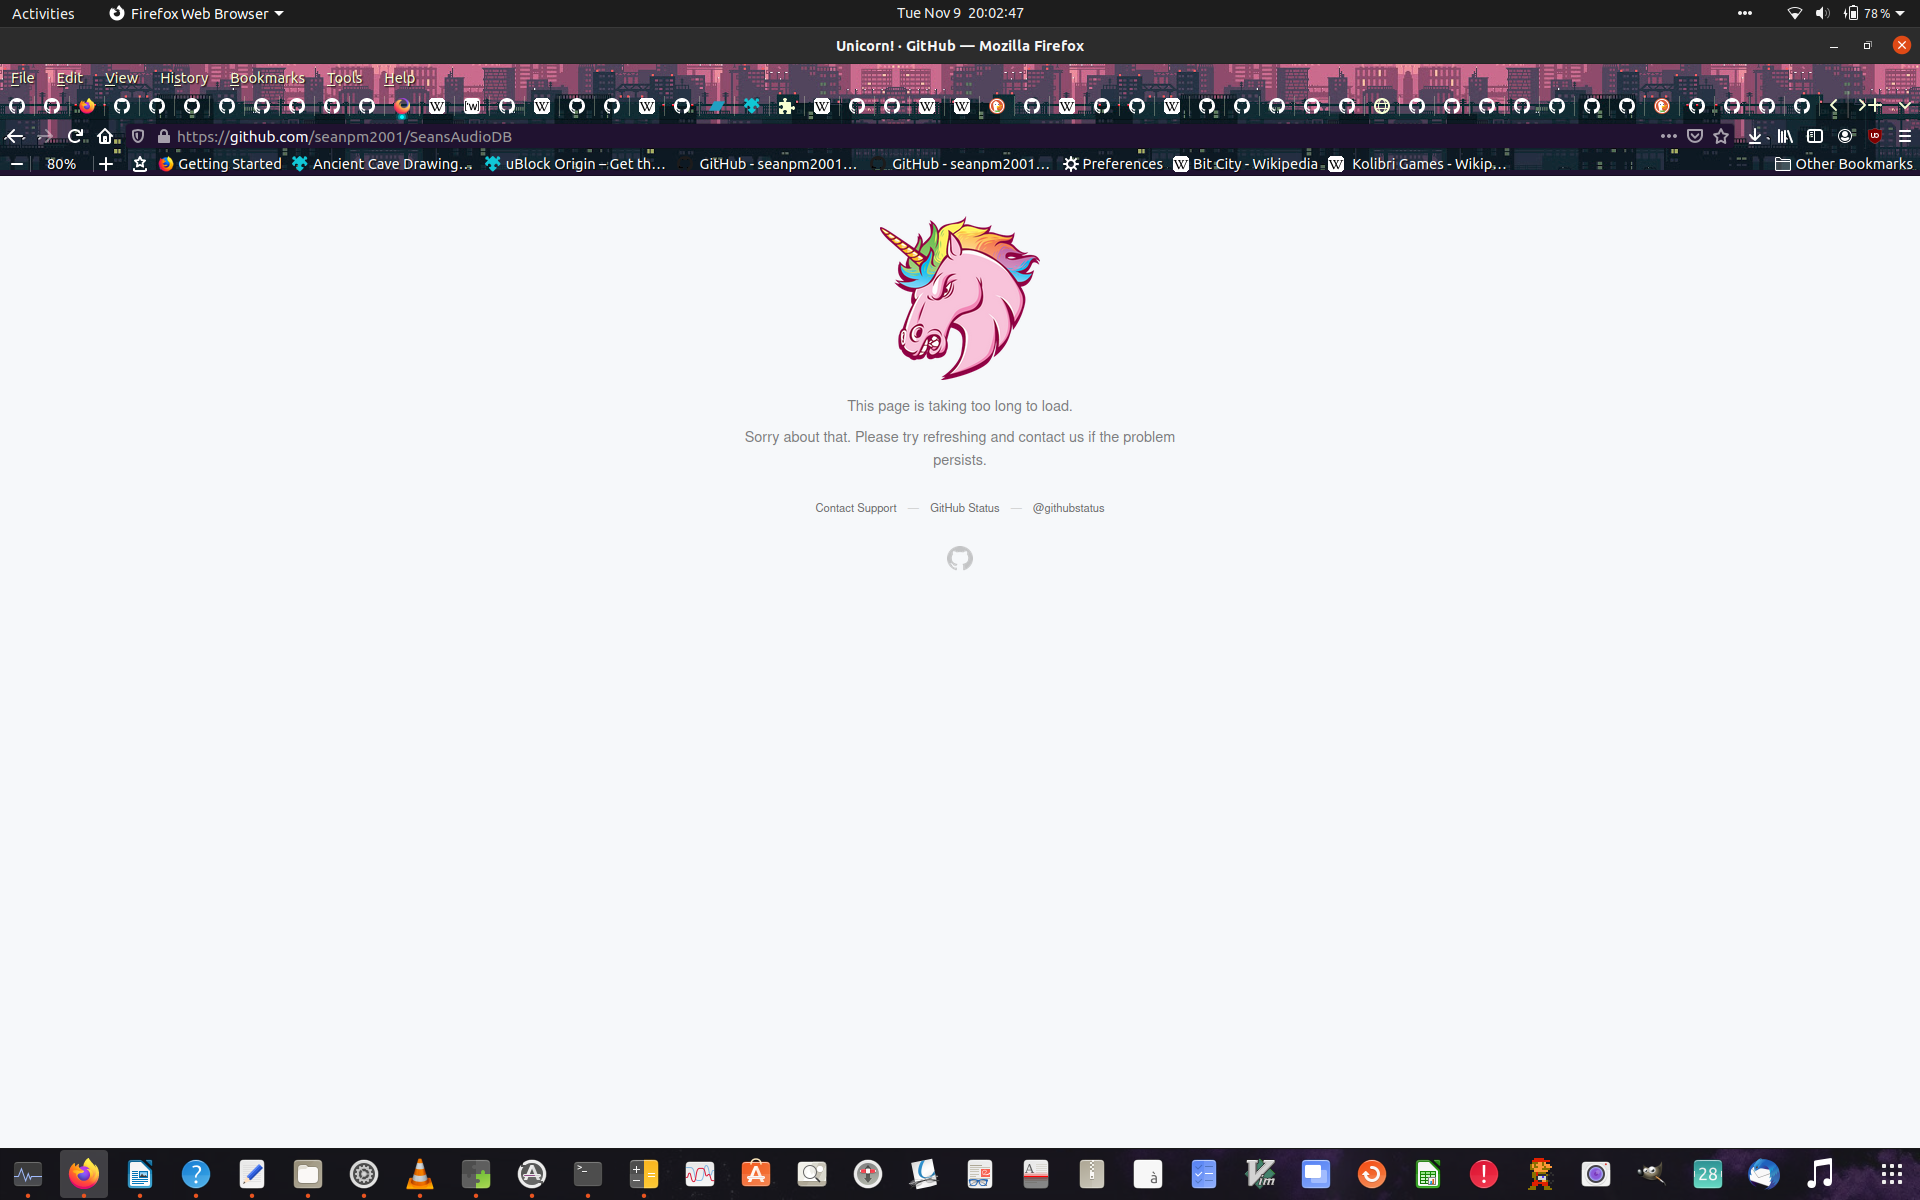 Activities Firefox Web Browser Tue Nov 9 20:02:47 78 %
Unicorn! · GitHub — Mozilla Firefox
File Edit View History Bookmarks Tools Help
https://github.com/seanpm2001/SeansAudioDB
80% Getting Started Ancient Cave Drawing… uBlock Origin – Get th… GitHub - seanpm2001… GitHub - seanpm2001… Preferences Bit City - Wikipedia Kolibri Games - Wikip… Other Bookmarks
This page is taking too long to load.
Sorry about that. Please try refreshing and contact us if the problem
persists.
Contact Support — GitHub Status — @githubstatus
28